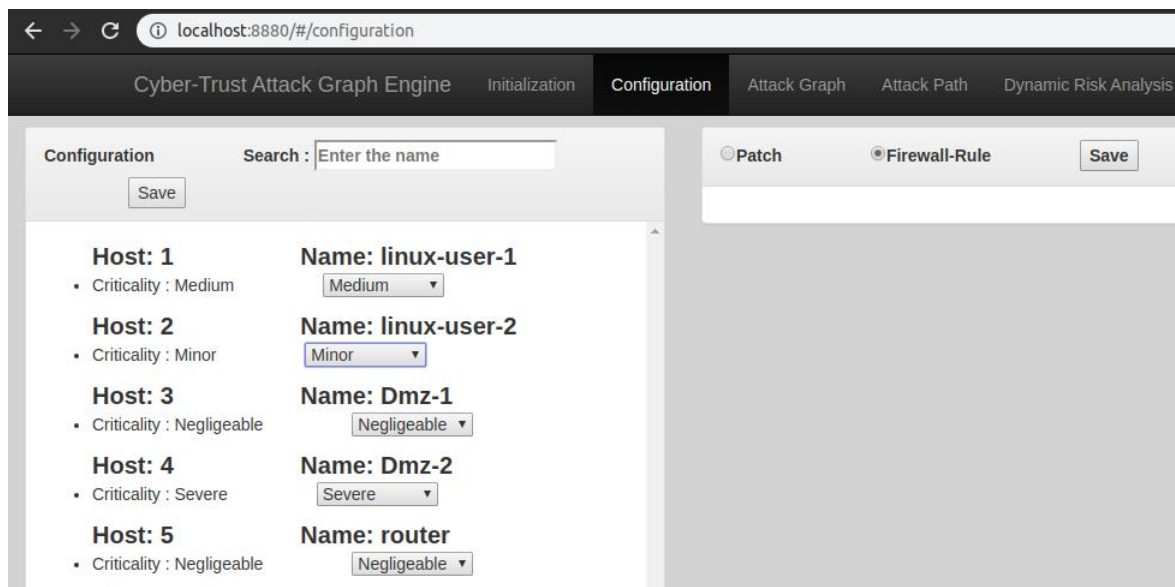 localhost:8880/#/configuration
Cyber-Trust Attack Graph Engine Initialization Configuration Attack Graph Attack Path Dynamic Risk Analysis
Configuration Search : Enter the name
Save
Patch Firewall-Rule Save
Host: 1 Name: linux-user-1
• Criticality : Medium Medium
Host: 2 Name: linux-user-2
• Criticality : Minor Minor
Host: 3 Name: Dmz-1
• Criticality : Negligeable Negligeable
Host: 4 Name: Dmz-2
• Criticality : Severe Severe
Host: 5 Name: router
• Criticality : Negligeable Negligeable